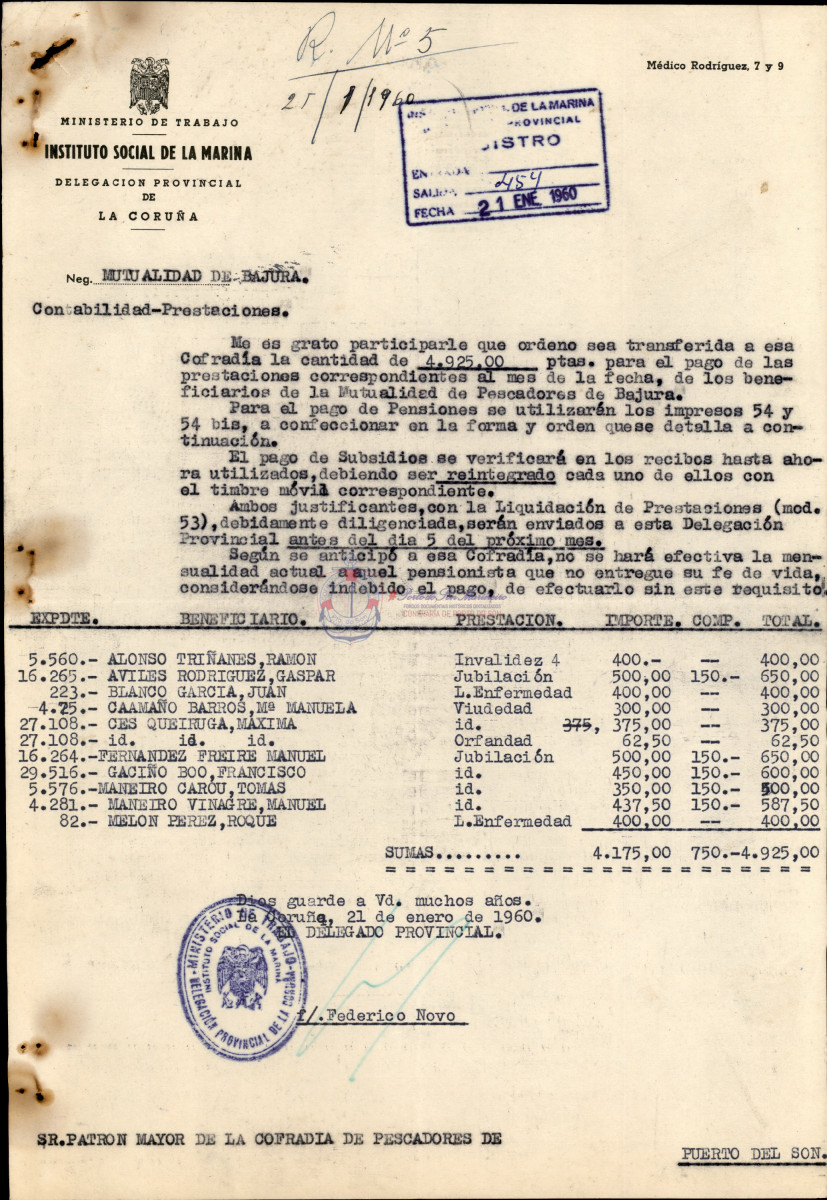 R. Nº 5
25/1/1960
Médico Rodríguez, 7 y 9
MINISTERIO DE TRABAJO
INSTITUTO SOCIAL DE LA MARINA
DELEGACION PROVINCIAL
DE
LA CORUÑA
DE LA MARINA
PROVINCIAL
ISTRO
ENTRADA
SALIDA 454
FECHA 21 ENE 1960
Neg. MUTUALIDAD DE BAJURA.
Contabilidad-Prestaciones.
Me es grato participarle que ordeno sea transferida a esa
Cofradía la cantidad de 4.925,00 ptas. para el pago de las
prestaciones correspondientes al mes de la fecha, de los bene-
ficiarios de la Mutualidad de Pescadores de Bajura.
Para el pago de Pensiones se utilizarán los impresos 54 y
54 bis, a confeccionar en la forma y orden quese detalla a con-
tinuación.
El pago de Subsidios se verificará en los recibos hasta aho-
ra utilizados,debiendo ser reintegrado cada uno de ellos con
el timbre móvil correspondiente.
Ambos justificantes,con la Liquidación de Prestaciones (mod.
53),debidamente diligenciada,serán enviados a esta Delegación
Provincial antes del dia 5 del próximo mes.
Según se anticipó a esa Cofradía,no se hará efectiva la men-
sualidad actual aaquel pensionista que no entregue su fe de vida,
considerándose indebido el pago, de efectuarlo sin este requisito.
EXPDTE. BENEFICIARIO. PRESTACION. IMPORTE. COMP. TOTAL.
5.560.- ALONSO TRIÑANES,RAMON Invalidez 4 400.- -- 400,00
16.265.- AVILES RODRIGUEZ,GASPAR Jubilación 500,00 150.- 650,00
223.- BLANCO GARCIA,JUAN L.Enfermedad 400,00 -- 400,00
4.75.- CAAMAÑO BARROS,Mª MANUELA Viudedad 300,00 -- 300,00
27.108.- CES QUEIRUGA,MAXIMA id. 375, 375,00 -- 375,00
27.108.- id. id. id. Orfandad 62,50 -- 62,50
16.264.-FERNANDEZ FREIRE MANUEL Jubilación 500,00 150.- 650,00
29.516.- GACIÑO BOO,FRANCISCO id. 450,00 150.- 600,00
5.576.-MANEIRO CAROU,TOMAS id. 350,00 150.- 500,00
4.281.- MANEIRO VINAGRE,MANUEL id. 437,50 150.- 587,50
82.- MELON PEREZ,ROQUE L.Enfermedad 400,00 -- 400,00
SUMAS......... 4.175,00 750.-4.925,00
Dios guarde a Vd. muchos años.
La Coruña, 21 de enero de 1960.
EL DELEGADO PROVINCIAL.
MINISTERIO DE TRABAJO-DELEGACIÓN PROVINCIAL DE LA CORUÑA
INSTITUTO SOCIAL DE LA MARINA
f/.Federico Novo
SR.PATRON MAYOR DE LA COFRADIA DE PESCADORES DE
PUERTO DEL SON.